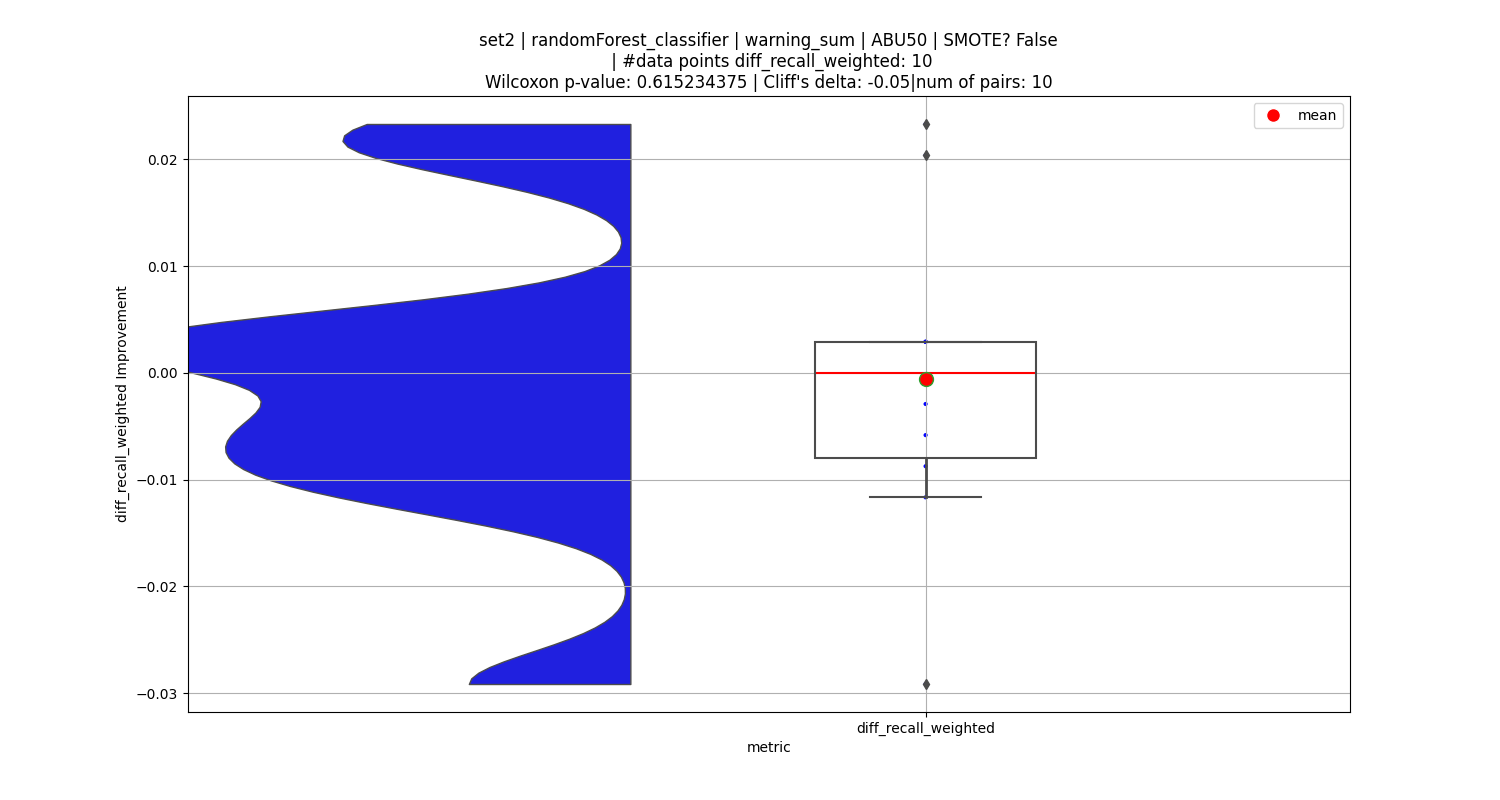 set2 | randomForest_classifier | warning_sum | ABU50 | SMOTE? False
| #data points diff_recall_weighted: 10
Wilcoxon p-value: 0.615234375 | Cliff's delta: -0.05|num of pairs: 10
mean
0.02
0.01
0.00
−0.01
−0.02
−0.03
diff_recall_weighted Improvement
diff_recall_weighted
metric